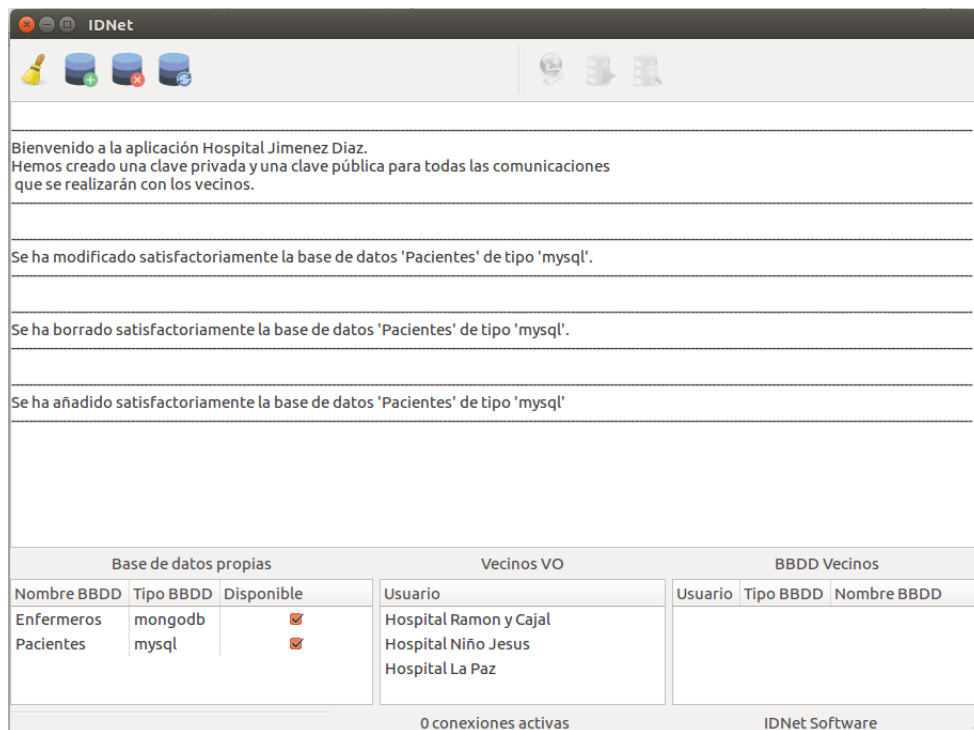 IDNet
Bienvenido a la aplicación Hospital Jimenez Diaz.
Hemos creado una clave privada y una clave pública para todas las comunicaciones
que se realizarán con los vecinos.
Se ha modificado satisfactoriamente la base de datos 'Pacientes' de tipo 'mysql'.
Se ha borrado satisfactoriamente la base de datos 'Pacientes' de tipo 'mysql'.
Se ha añadido satisfactoriamente la base de datos 'Pacientes' de tipo 'mysql'
Base de datos propias
Nombre BBDD Tipo BBDD Disponible
Enfermeros mongodb
Pacientes mysql
Vecinos VO
Usuario
Hospital Ramon y Cajal
Hospital Niño Jesus
Hospital La Paz
BBDD Vecinos
Usuario Tipo BBDD Nombre BBDD
0 conexiones activas
IDNet Software